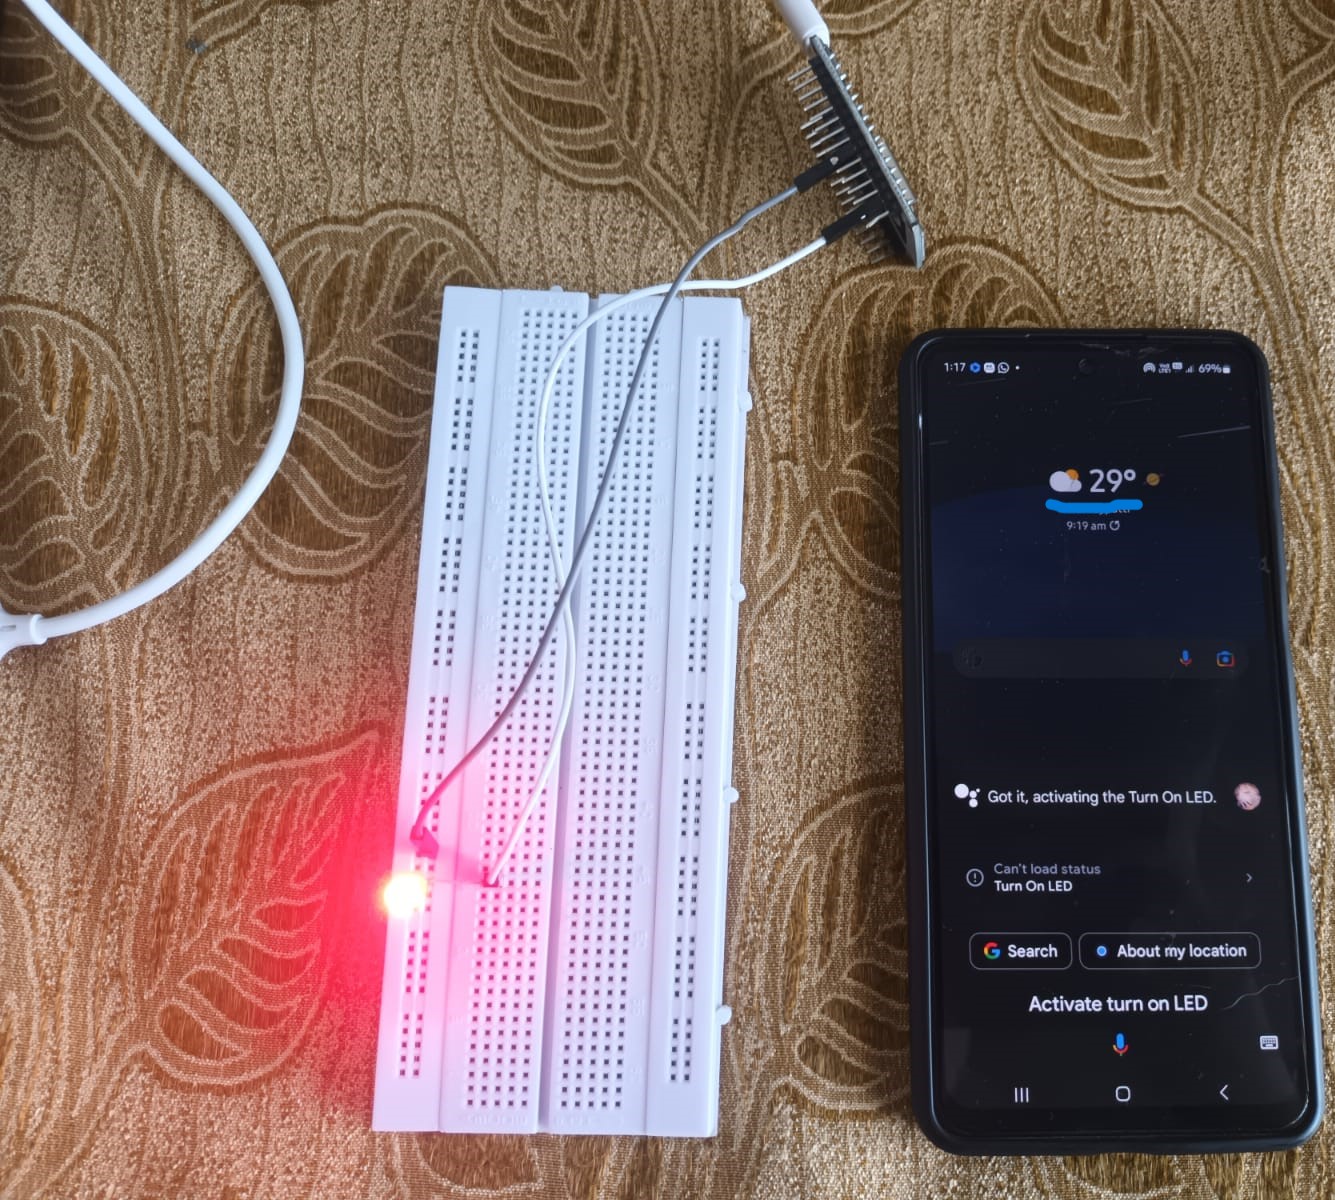 1:17
69%
29°
9:19 am
Got it, activating the Turn On LED.
Can't load status
Turn On LED
Search
About my location
Activate turn on LED